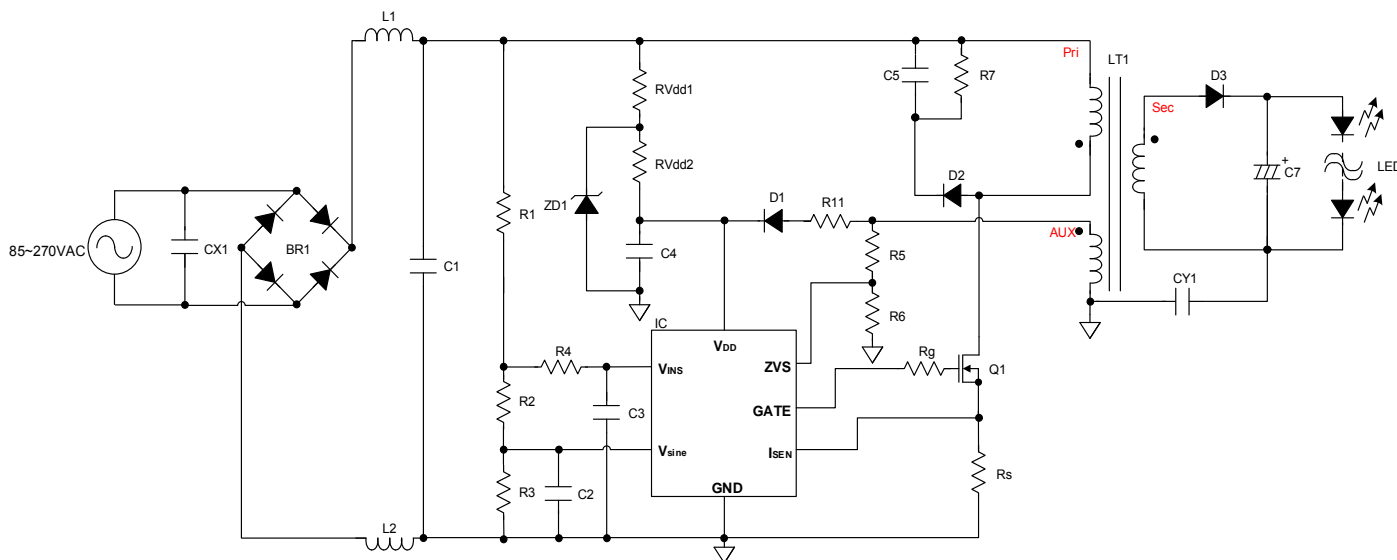 L1
Pri
LT1
C5
R7
D3
Sec
RVdd1
RVdd2
ZD1
D2
C7
+
LED
R1
D1
R11
85~270VAC
CX1
BR1
C1
C4
AUX
R5
CY1
R6
IC
VDD
R4
VINS
ZVS
Rg
Q1
R2
C3
GATE
Vsine
ISEN
R3
C2
GND
Rs
L2